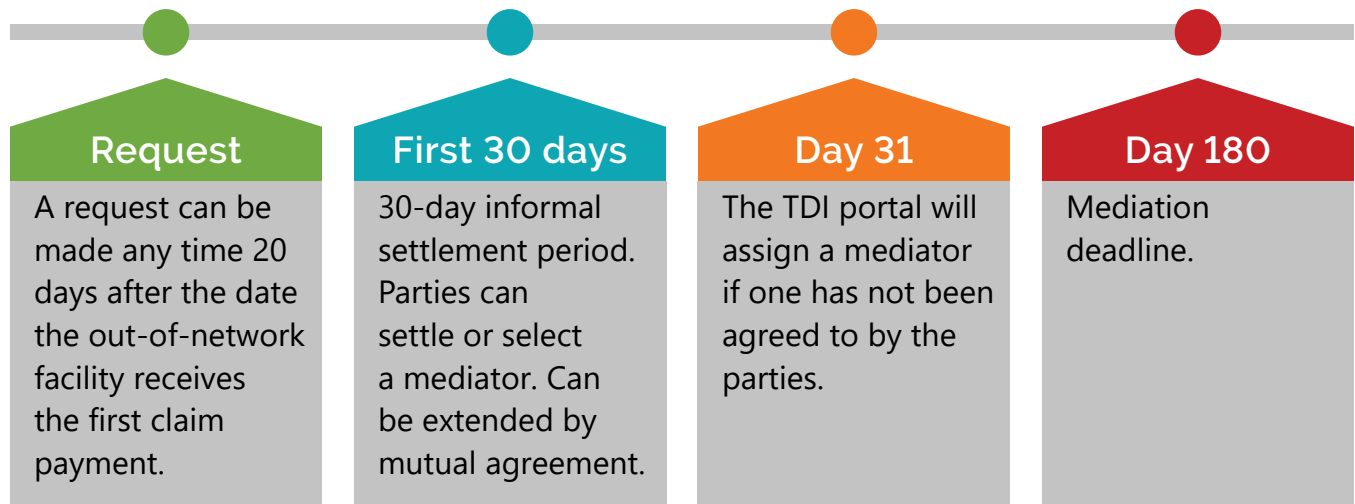 Request
A request can be
made any time 20
days after the date
the out-of-network
facility receives
the first claim
payment.
First 30 days
30-day informal
settlement period.
Parties can
settle or select
a mediator. Can
be extended by
mutual agreement.
Day 31
The TDI portal will
assign a mediator
if one has not been
agreed to by the
parties.
Day 180
Mediation
deadline.